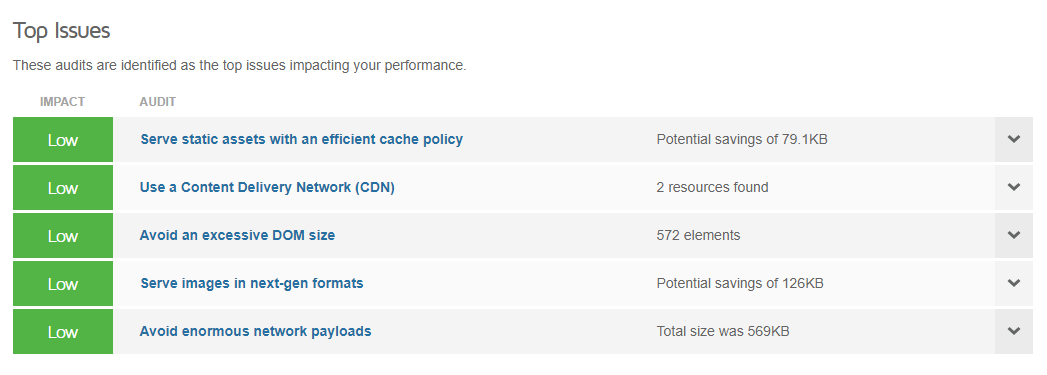 Top Issues
These audits are identified as the top issues impacting your performance.
IMPACT AUDIT
Low Serve static assets with an efficient cache policy Potential savings of 79.1KB
Low Use a Content Delivery Network (CDN) 2 resources found
Low Avoid an excessive DOM size 572 elements
Low Serve images in next-gen formats Potential savings of 126KB
Low Avoid enormous network payloads Total size was 569KB